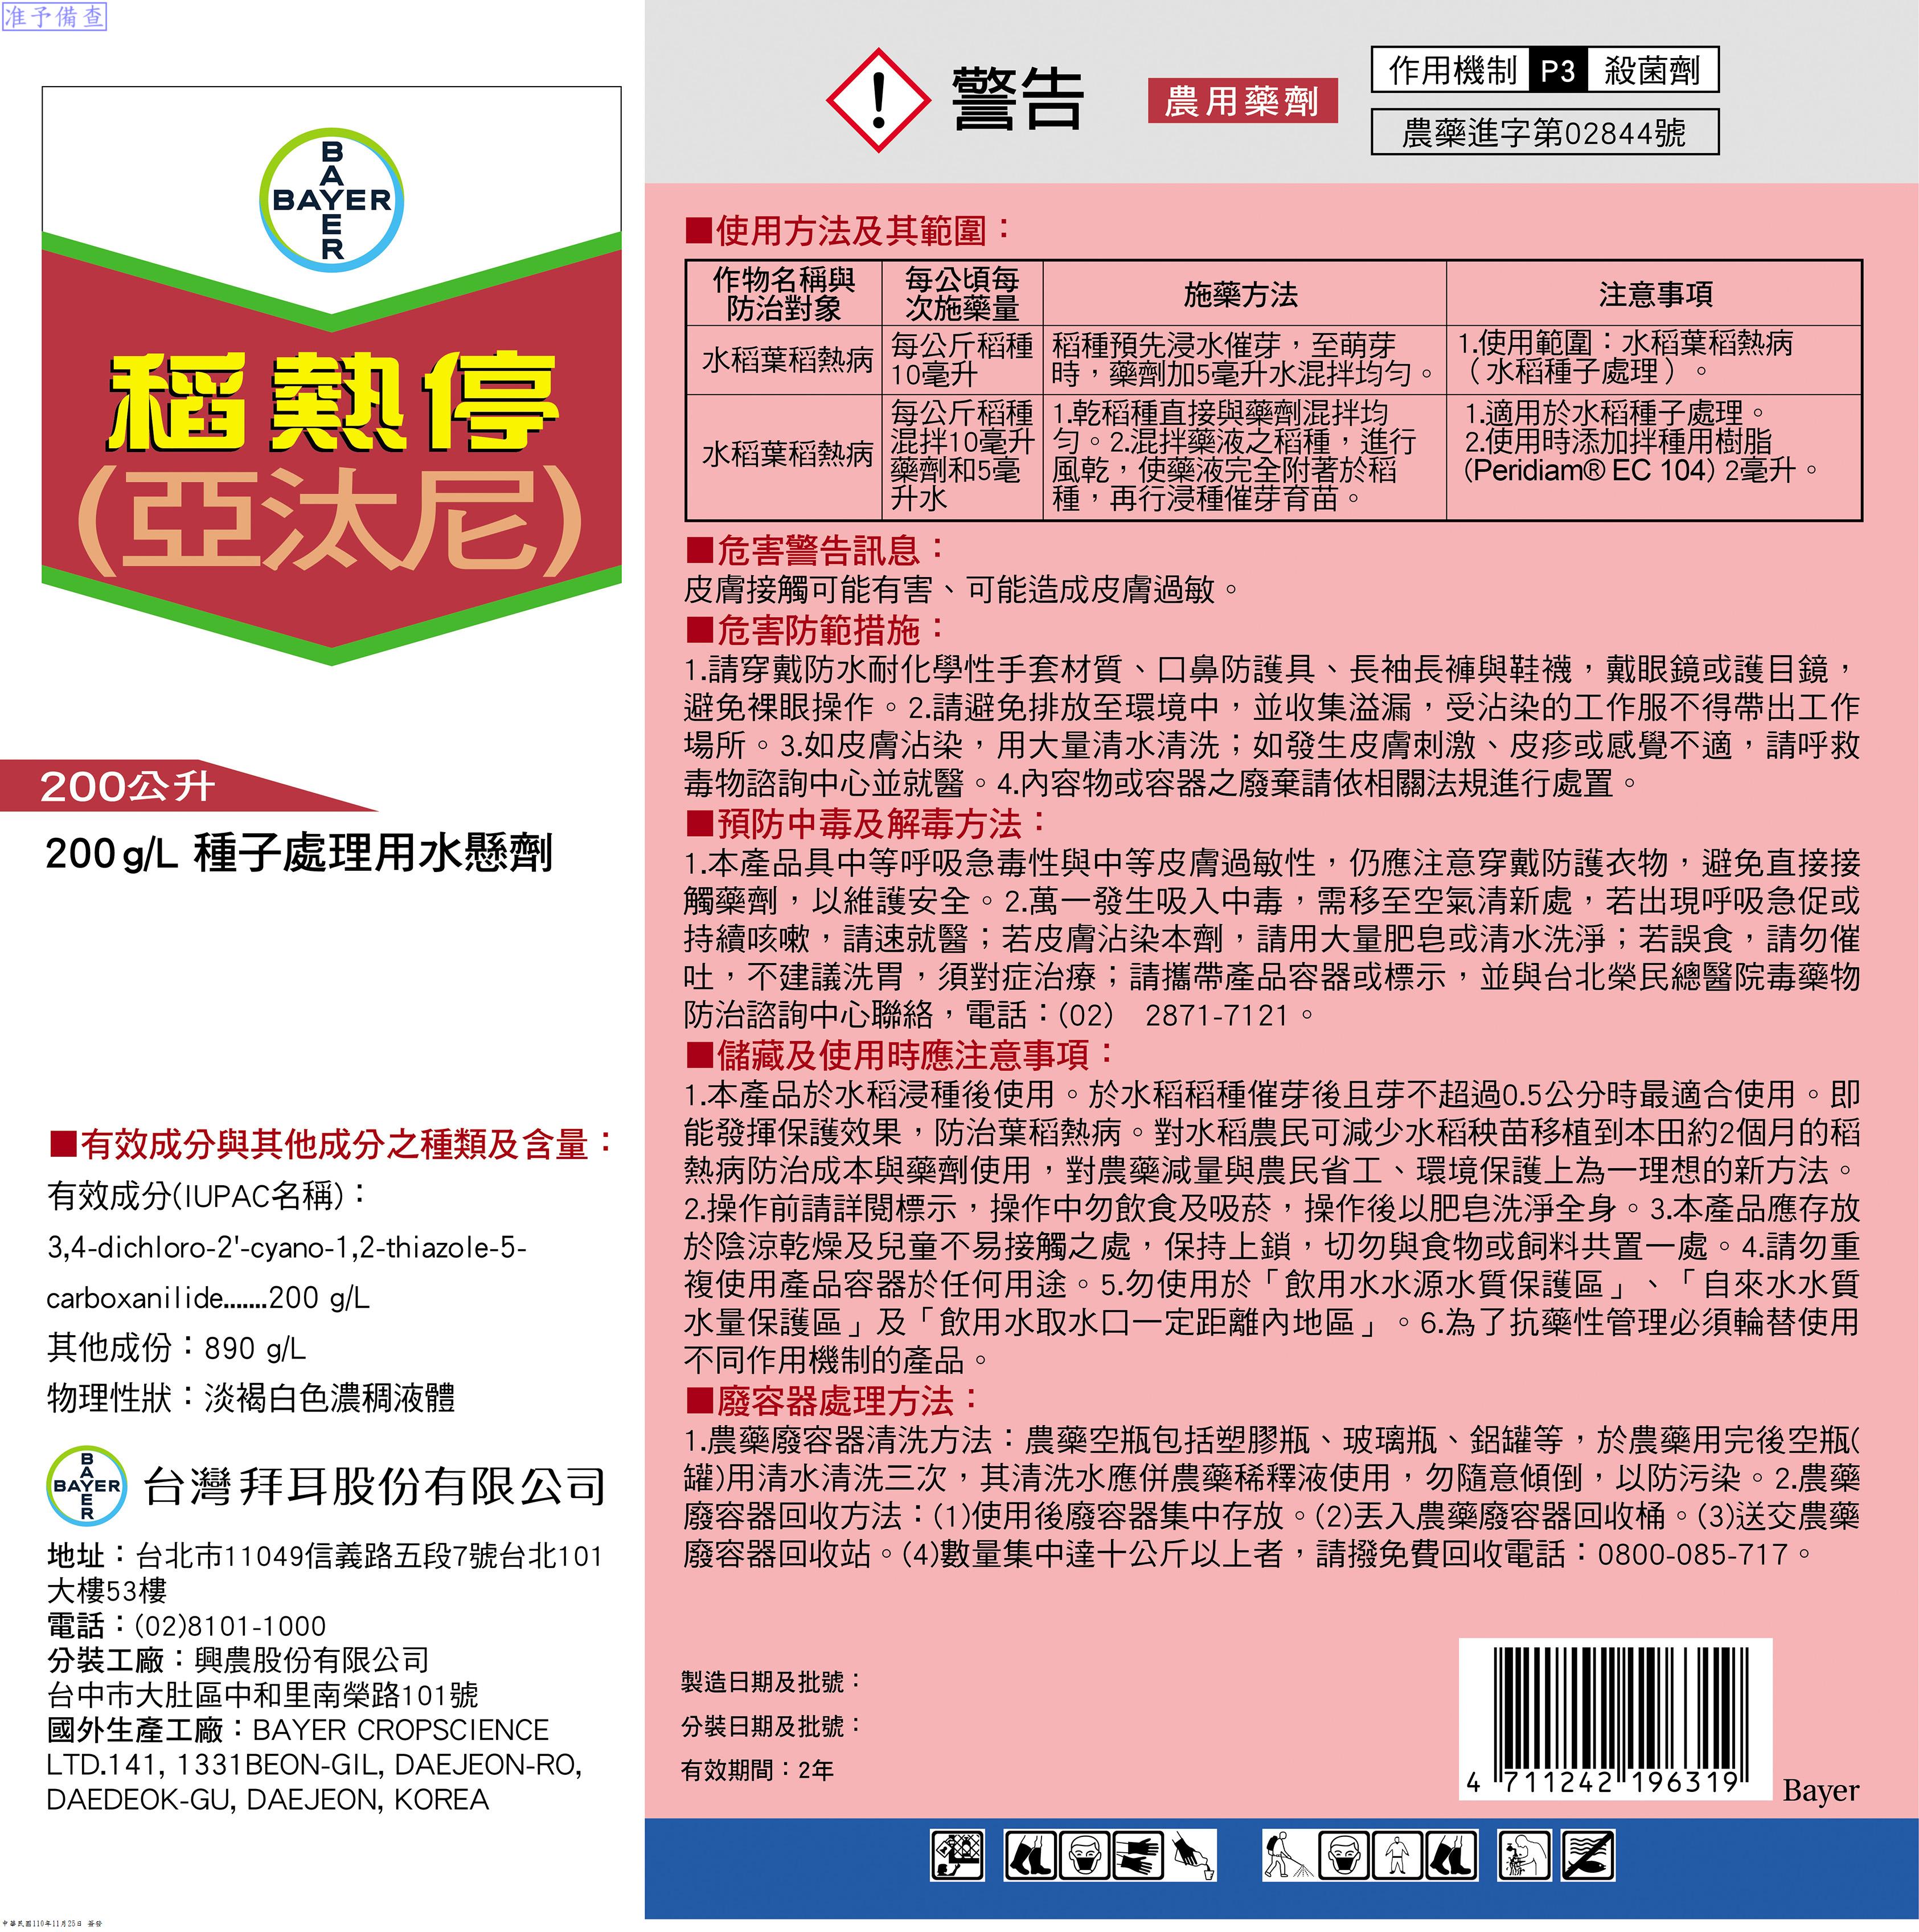 准予備查
BAYER
BAYER
稻熱停
(亞汰尼)
200公升
200 g/L 種子處理用水懸劑
■有效成分與其他成分之種類及含量：
有效成分(IUPAC名稱)：
3,4-dichloro-2'-cyano-1,2-thiazole-5-
carboxanilide.......200 g/L
其他成份：890 g/L
物理性狀：淡褐白色濃稠液體
BAYER
BAYER
台灣拜耳股份有限公司
地址：台北市11049信義路五段7號台北101
大樓53樓
電話：(02)8101-1000
分裝工廠：興農股份有限公司
台中市大肚區中和里南榮路101號
國外生產工廠：BAYER CROPSCIENCE
LTD.141, 1331BEON-GIL, DAEJEON-RO,
DAEDEOK-GU, DAEJEON, KOREA
中華民國110年11月25日 簽發
警告
農用藥劑
作用機制 P3 殺菌劑
農藥進字第02844號
■使用方法及其範圍：
作物名稱與
防治對象
每公頃每
次施藥量
施藥方法
注意事項
水稻葉稻熱病
每公斤稻種
10毫升
稻種預先浸水催芽，至萌芽
時，藥劑加5毫升水混拌均勻。
1.使用範圍：水稻葉稻熱病
（水稻種子處理）。
水稻葉稻熱病
每公斤稻種
混拌10毫升
藥劑和5毫
升水
1.乾稻種直接與藥劑混拌均
勻。2.混拌藥液之稻種，進行
風乾，使藥液完全附著於稻
種，再行浸種催芽育苗。
1.適用於水稻種子處理。
2.使用時添加拌種用樹脂
(Peridiam® EC 104) 2毫升。
■危害警告訊息：
皮膚接觸可能有害、可能造成皮膚過敏。
■危害防範措施：
1.請穿戴防水耐化學性手套材質、口鼻防護具、長袖長褲與鞋襪，戴眼鏡或護目鏡，
避免裸眼操作。2.請避免排放至環境中，並收集溢漏，受沾染的工作服不得帶出工作
場所。3.如皮膚沾染，用大量清水清洗；如發生皮膚刺激、皮疹或感覺不適，請呼救
毒物諮詢中心並就醫。4.內容物或容器之廢棄請依相關法規進行處置。
■預防中毒及解毒方法：
1.本產品具中等呼吸急毒性與中等皮膚過敏性，仍應注意穿戴防護衣物，避免直接接
觸藥劑，以維護安全。2.萬一發生吸入中毒，需移至空氣清新處，若出現呼吸急促或
持續咳嗽，請速就醫；若皮膚沾染本劑，請用大量肥皂或清水洗淨；若誤食，請勿催
吐，不建議洗胃，須對症治療；請攜帶產品容器或標示，並與台北榮民總醫院毒藥物
防治諮詢中心聯絡，電話：(02) 2871-7121。
■儲藏及使用時應注意事項：
1.本產品於水稻浸種後使用。於水稻稻種催芽後且芽不超過0.5公分時最適合使用。即
能發揮保護效果，防治葉稻熱病。對水稻農民可減少水稻秧苗移植到本田約2個月的稻
熱病防治成本與藥劑使用，對農藥減量與農民省工、環境保護上為一理想的新方法。
2.操作前請詳閱標示，操作中勿飲食及吸菸，操作後以肥皂洗淨全身。3.本產品應存放
於陰涼乾燥及兒童不易接觸之處，保持上鎖，切勿與食物或飼料共置一處。4.請勿重
複使用產品容器於任何用途。5.勿使用於「飲用水水源水質保護區」、「自來水水質
水量保護區」及「飲用水取水口一定距離內地區」。6.為了抗藥性管理必須輪替使用
不同作用機制的產品。
■廢容器處理方法：
1.農藥廢容器清洗方法：農藥空瓶包括塑膠瓶、玻璃瓶、鋁罐等，於農藥用完後空瓶(
罐)用清水清洗三次，其清洗水應併農藥稀釋液使用，勿隨意傾倒，以防污染。2.農藥
廢容器回收方法：(1)使用後廢容器集中存放。(2)丟入農藥廢容器回收桶。(3)送交農藥
廢容器回收站。(4)數量集中達十公斤以上者，請撥免費回收電話：0800-085-717。
製造日期及批號：
分裝日期及批號：
有效期間：2年
4 711242 196319
Bayer